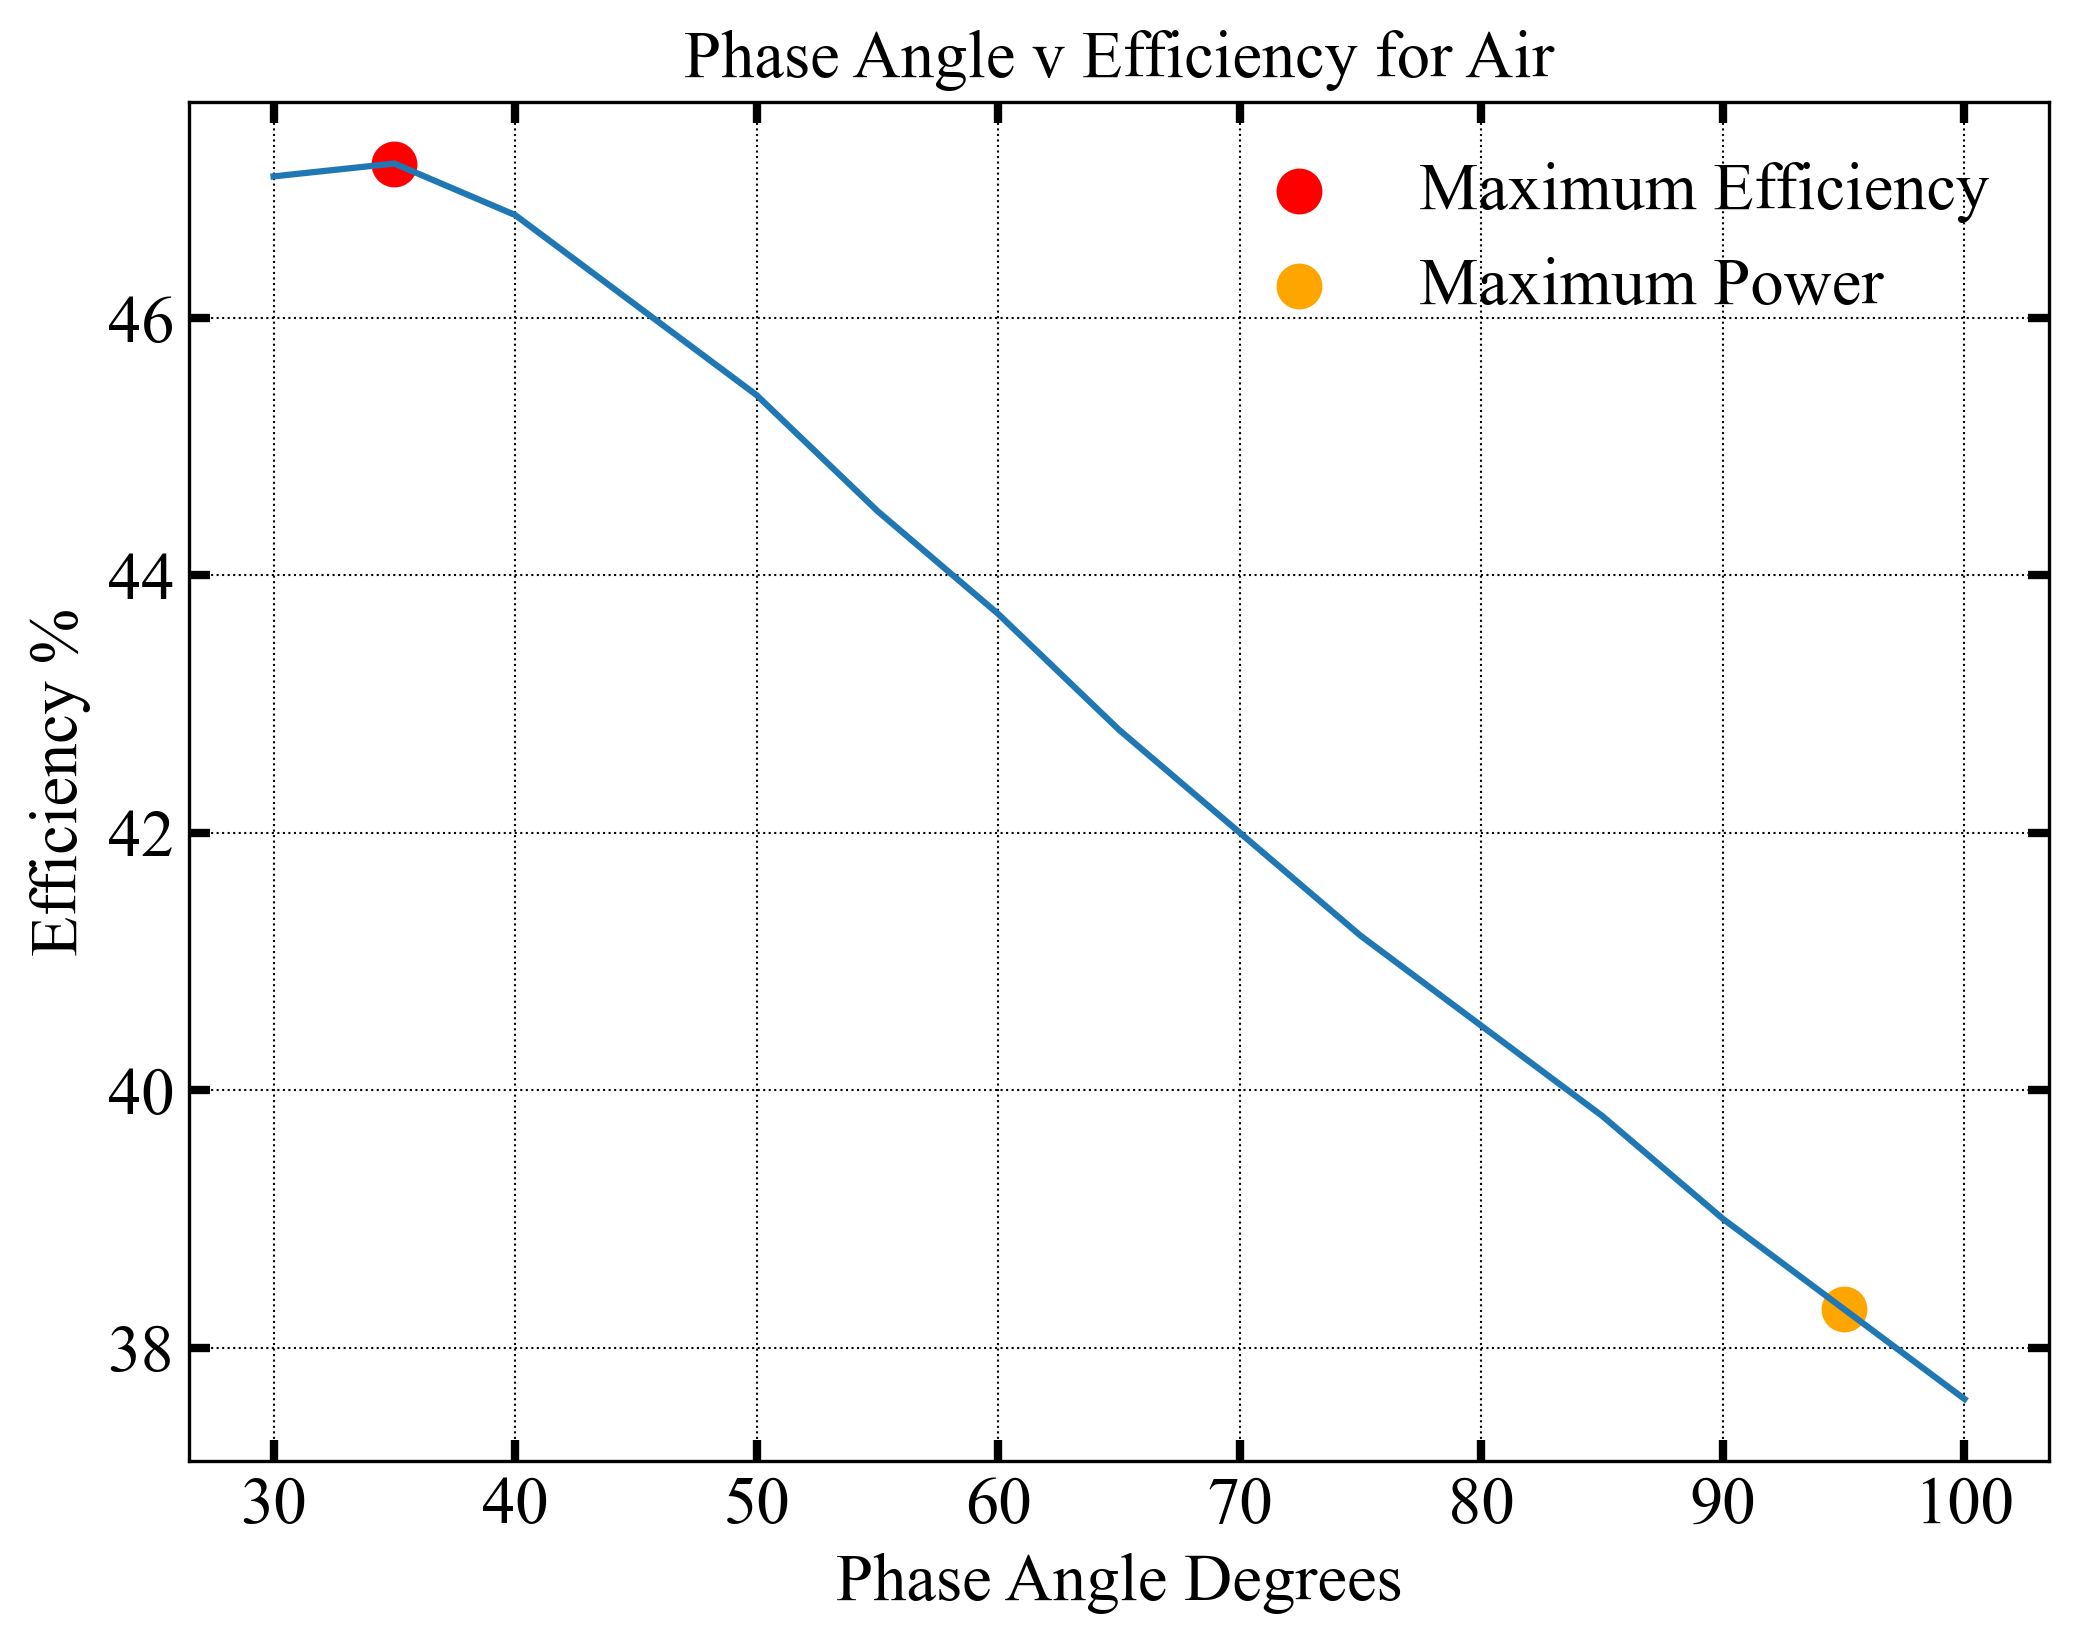 Phase Angle v Efficiency for Air
Maximum Efficiency
Maximum Power
46
44
42
40
38
Efficiency %
30 40 50 60 70 80 90 100
Phase Angle Degrees